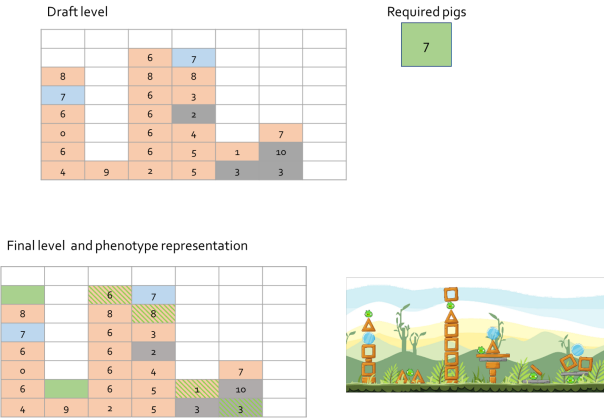 Draft level
Required pigs
7
6 7
8 8 8
7 6 3
6 6 2
0 6 4 7
6 6 5 1 10
4 9 2 5 3 3
Final level and phenotype representation
6 7
8 8 8
7 6 3
6 6 2
0 6 4 7
6 6 5 1 10
4 9 2 5 3 3